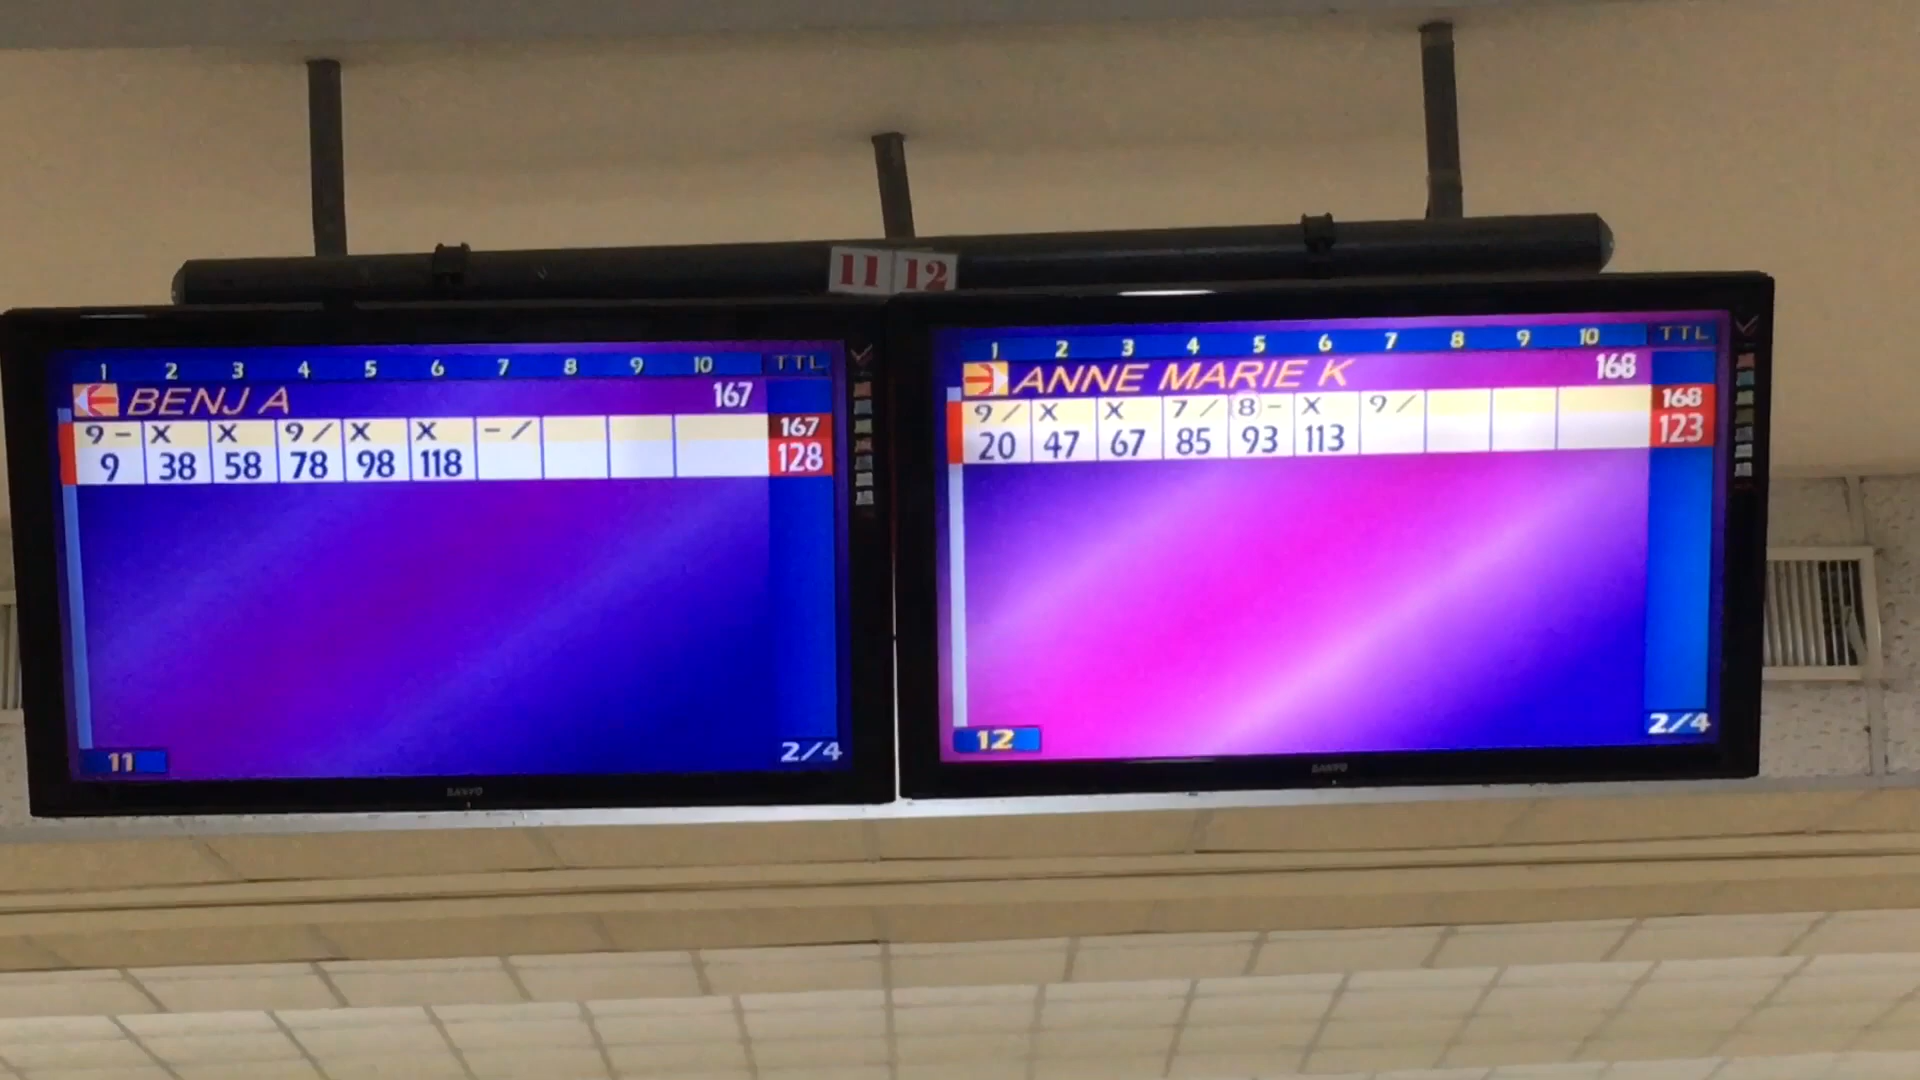 11 12
1 2 3 4 5 6 7 8 9 10 TTL
BENJ A 167
9 - X X 9 / X X - / 167
9 38 58 78 98 118 128
11 2/4
SANYO
1 2 3 4 5 6 7 8 9 10 TTL
ANNE MARIE K 168
9 / X X 7 / 8 - X 9 / 168
20 47 67 85 93 113 123
12 2/4
SANYO